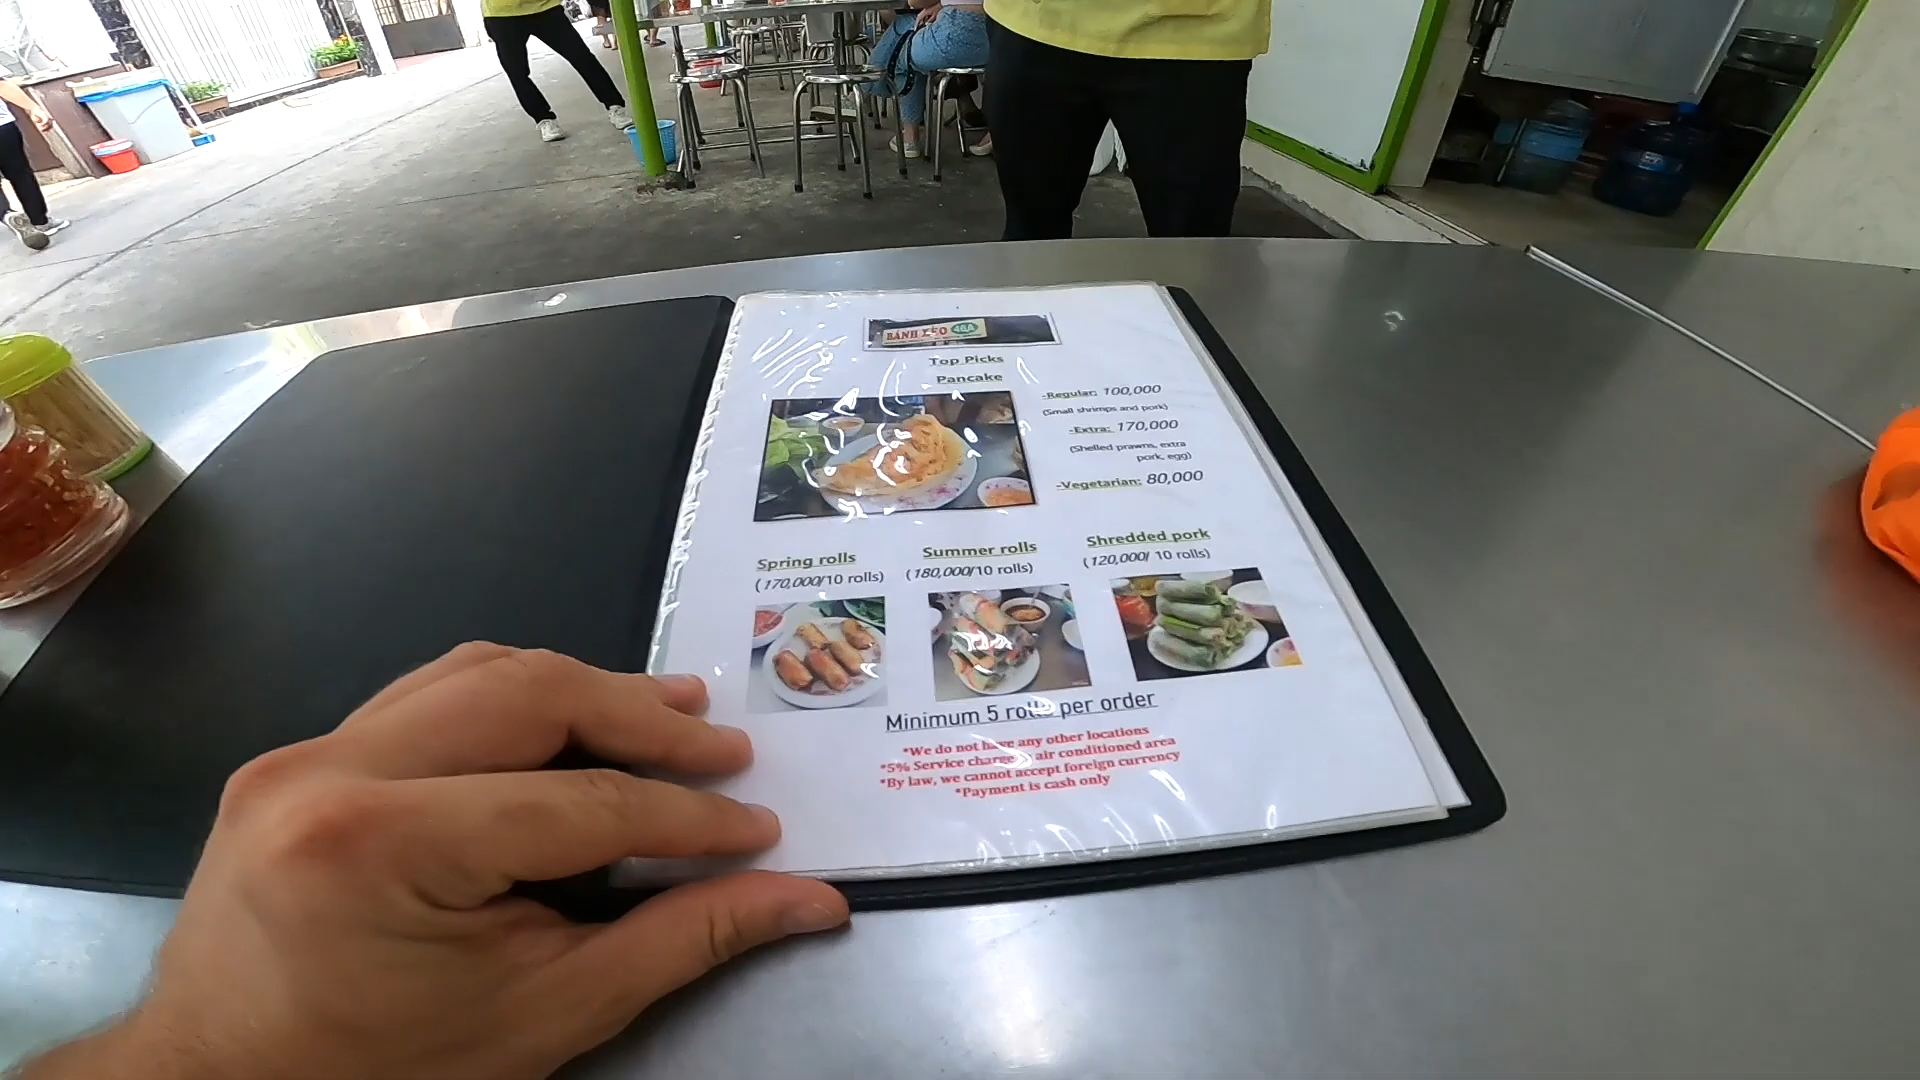 BÁNH XÈO 46A
Top Picks
Pancake
-Regular: 100,000
(Small shrimps and pork)
-Extra: 170,000
(Shelled prawns, extra
pork, egg)
-Vegetarian: 80,000
Spring rolls
(170,000/10 rolls)
Summer rolls
(180,000/10 rolls)
Shredded pork
(120,000/ 10 rolls)
Minimum 5 rolls per order
*We do not have any other locations
*5% Service charge air conditioned area
*By law, we cannot accept foreign currency
*Payment is cash only